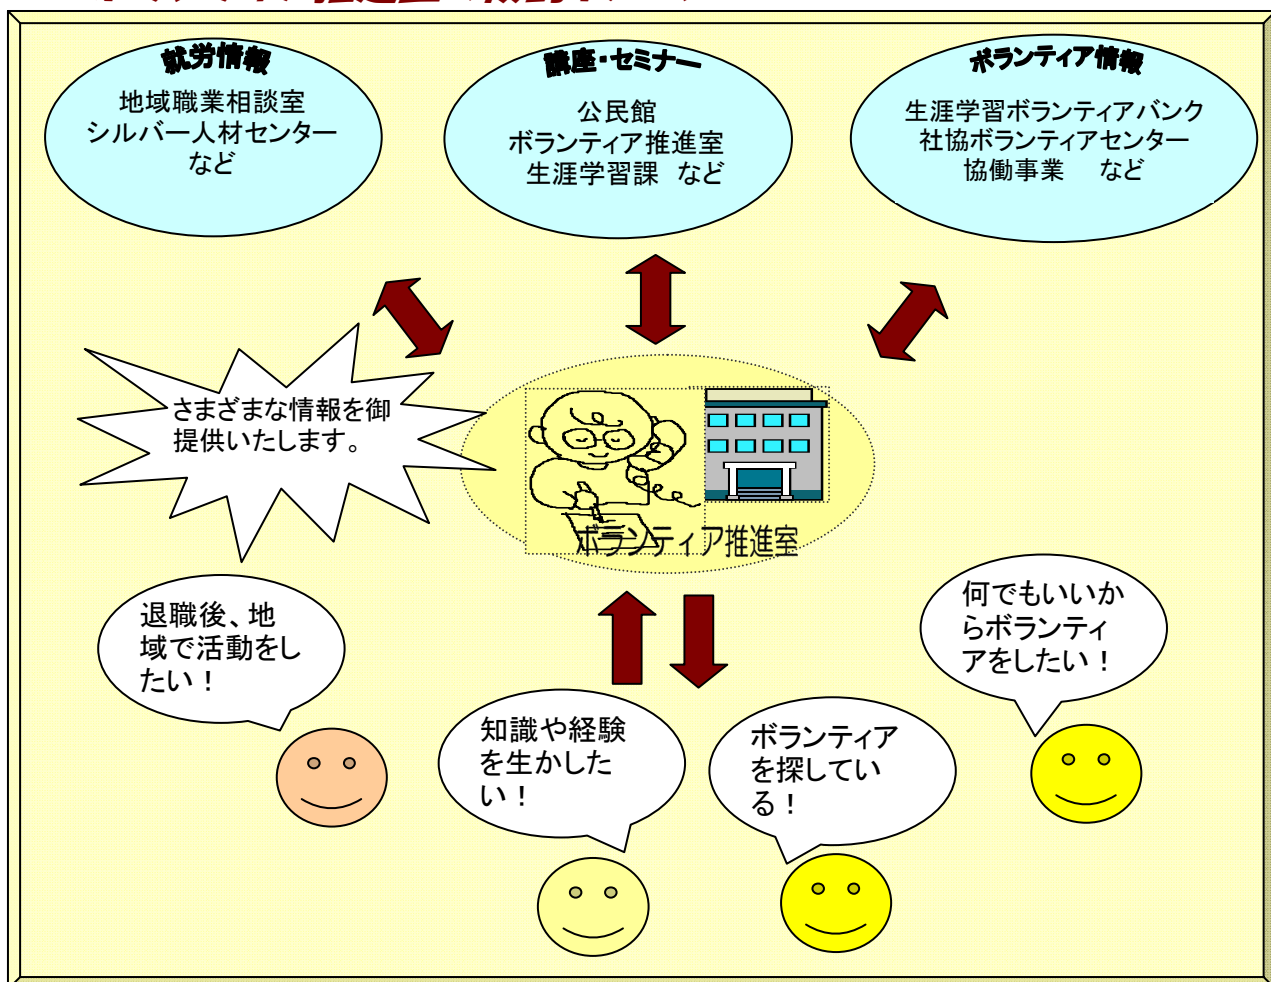 就労情報
地域職業相談室
シルバー人材センター
など
講座・セミナー
公民館
ボランティア推進室
生涯学習課 など
ボランティア情報
生涯学習ボランティアバンク
社協ボランティアセンター
協働事業 など
さまざまな情報を御
提供いたします。
ボランティア推進室
退職後、地
域で活動をし
たい！
知識や経験
を生かした
い！
ボランティア
を探してい
る！
何でもいいか
らボランティ
アをしたい！